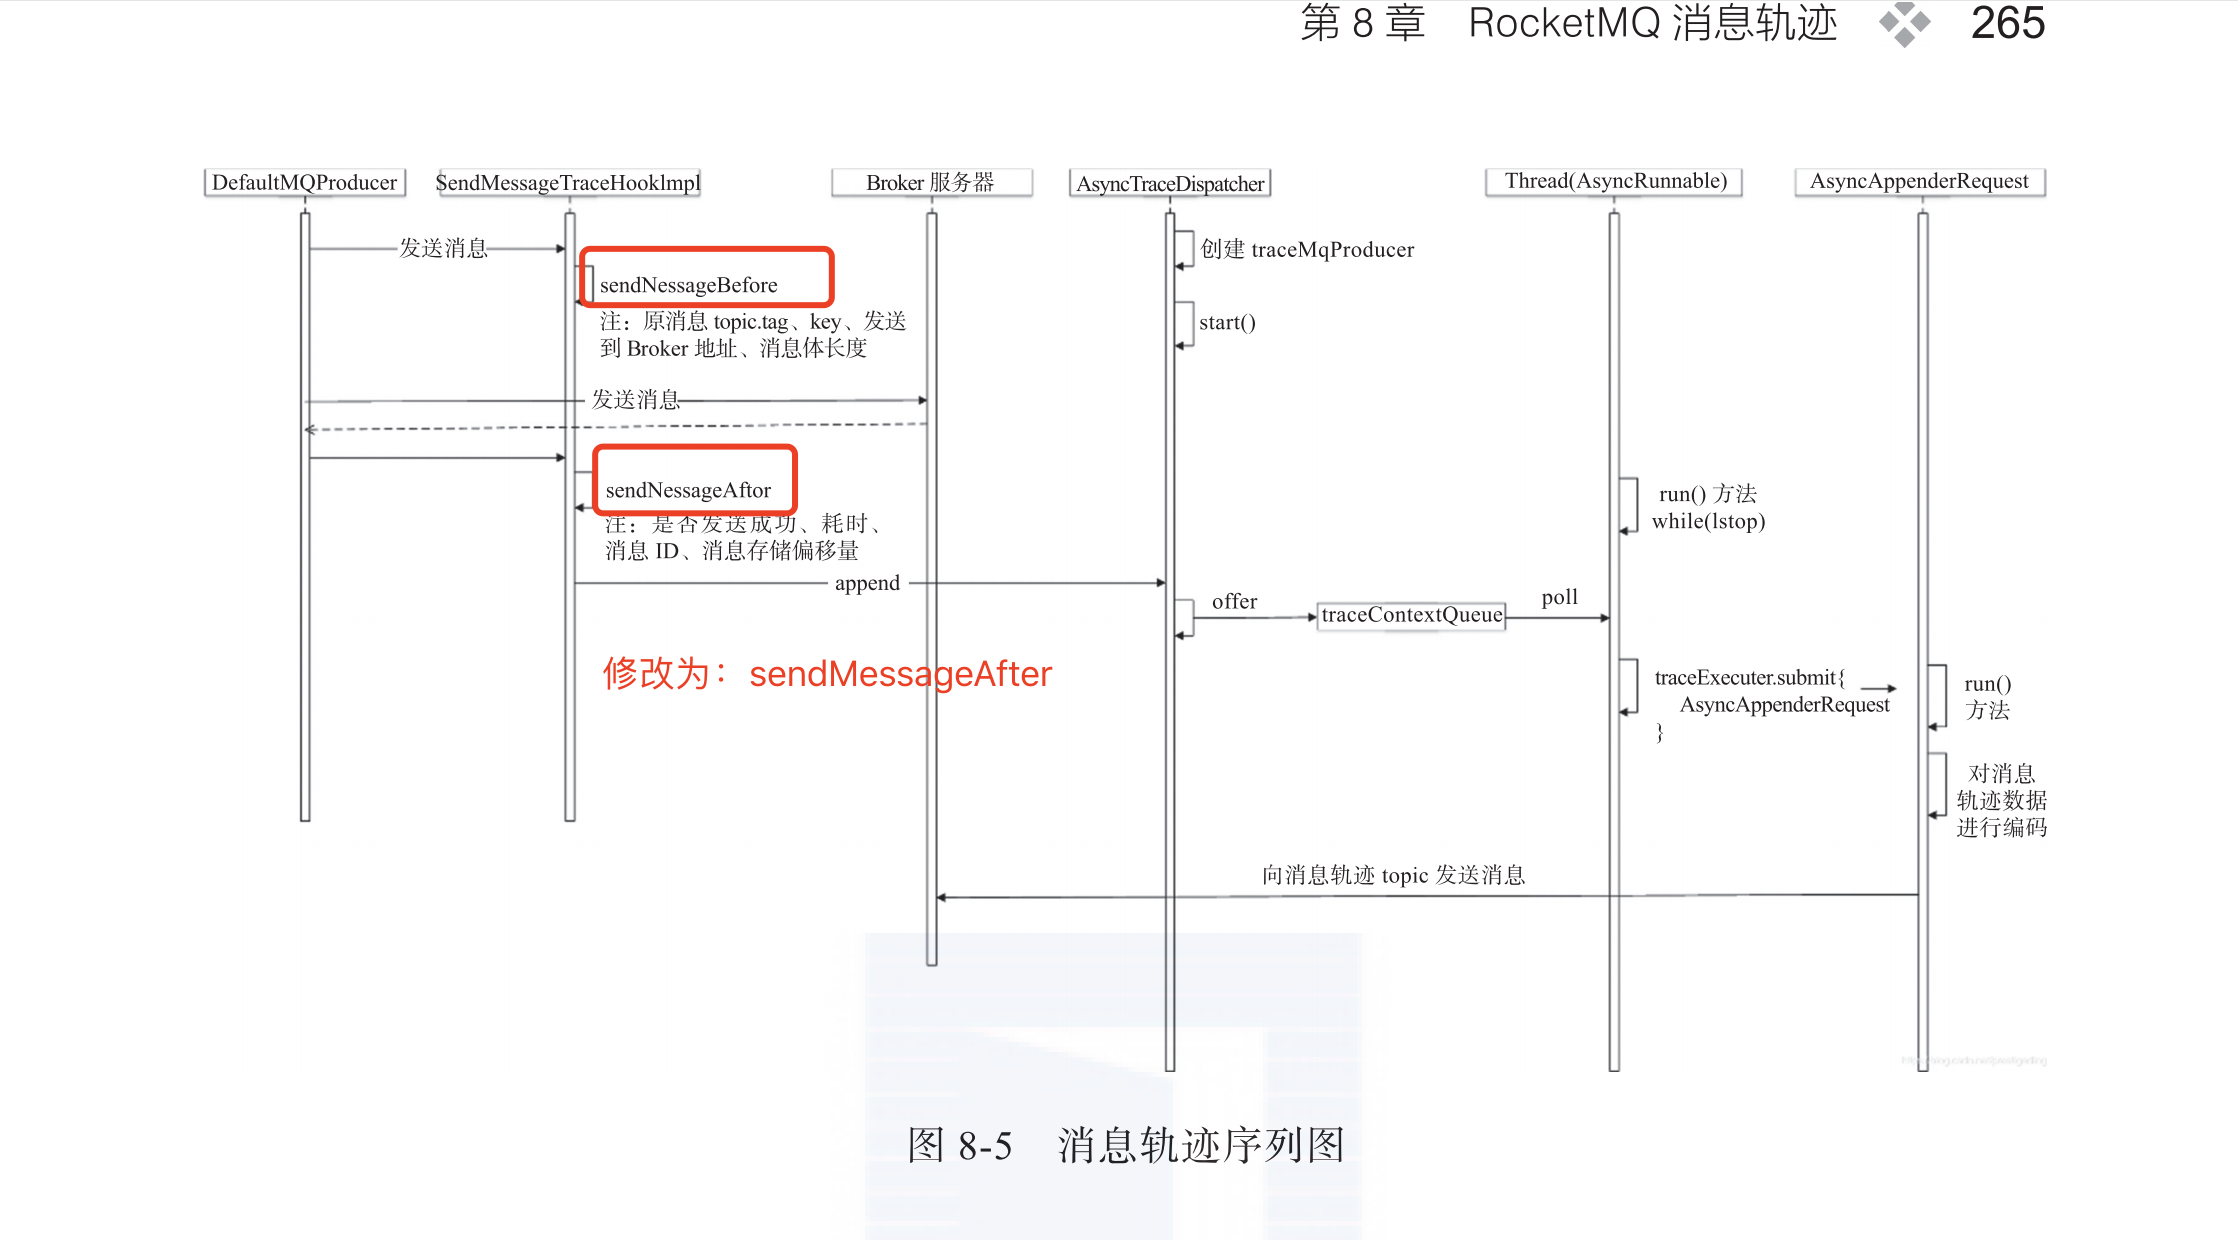 第 8 章 RocketMQ 消息轨迹 265
DefaultMQProducer
SendMessageTraceHooklmpl
Broker 服务器
AsyncTraceDispatcher
Thread(AsyncRunnable)
AsyncAppenderRequest
发送消息
sendNessageBefore
注：原消息 topic.tag、key、发送
到 Broker 地址、消息体长度
创建 traceMqProducer
start()
发送消息
sendNessageAftor
注：是否发送成功、耗时、
消息 ID、消息存储偏移量
run() 方法
while(lstop)
append
offer
traceContextQueue
poll
修改为：sendMessageAfter
traceExecuter.submit{
AsyncAppenderRequest
}
run()
方法
对消息
轨迹数据
进行编码
向消息轨迹 topic 发送消息
图 8-5 消息轨迹序列图